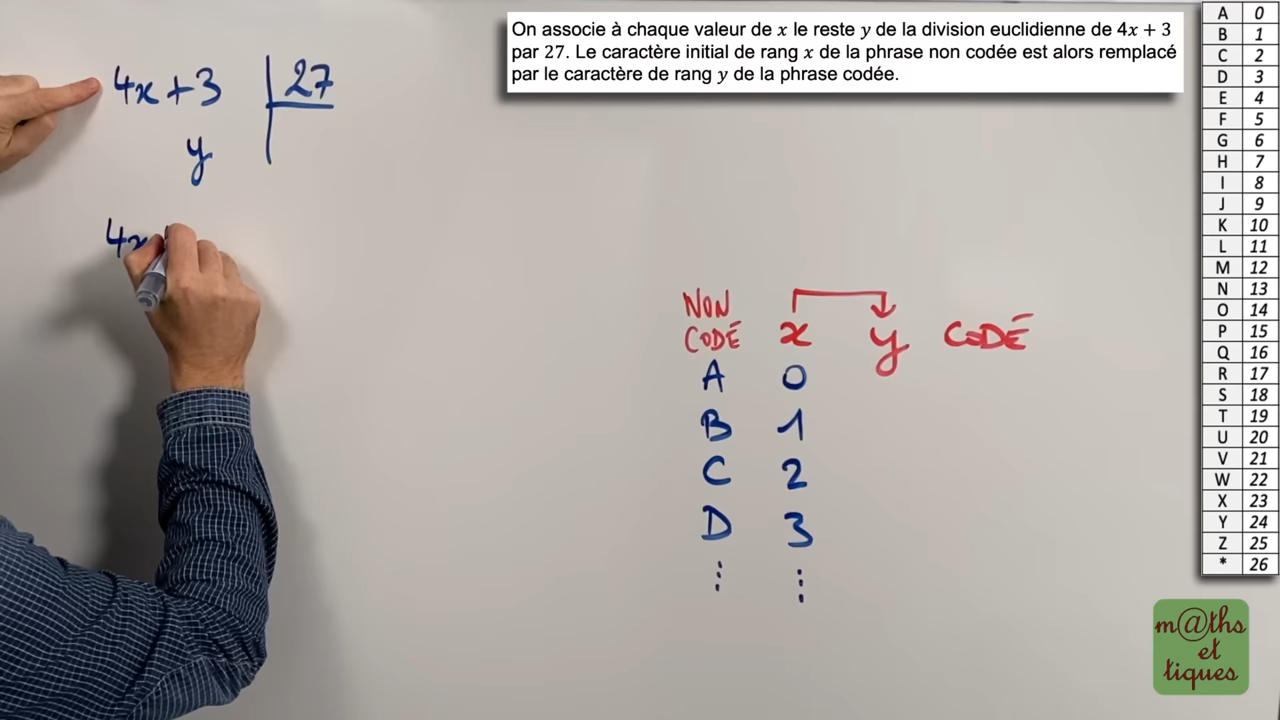 On associe à chaque valeur de x le reste y de la division euclidienne de 4x + 3
par 27. Le caractère initial de rang x de la phrase non codée est alors remplacé
par le caractère de rang y de la phrase codée.
4x + 3 27
y
4x
NON
CODÉ x y CODÉ
A 0
B 1
C 2
D 3
⋮ ⋮
A 0
B 1
C 2
D 3
E 4
F 5
G 6
H 7
I 8
J 9
K 10
L 11
M 12
N 13
O 14
P 15
Q 16
R 17
S 18
T 19
U 20
V 21
W 22
X 23
Y 24
Z 25
* 26
m@ths
et
tiques